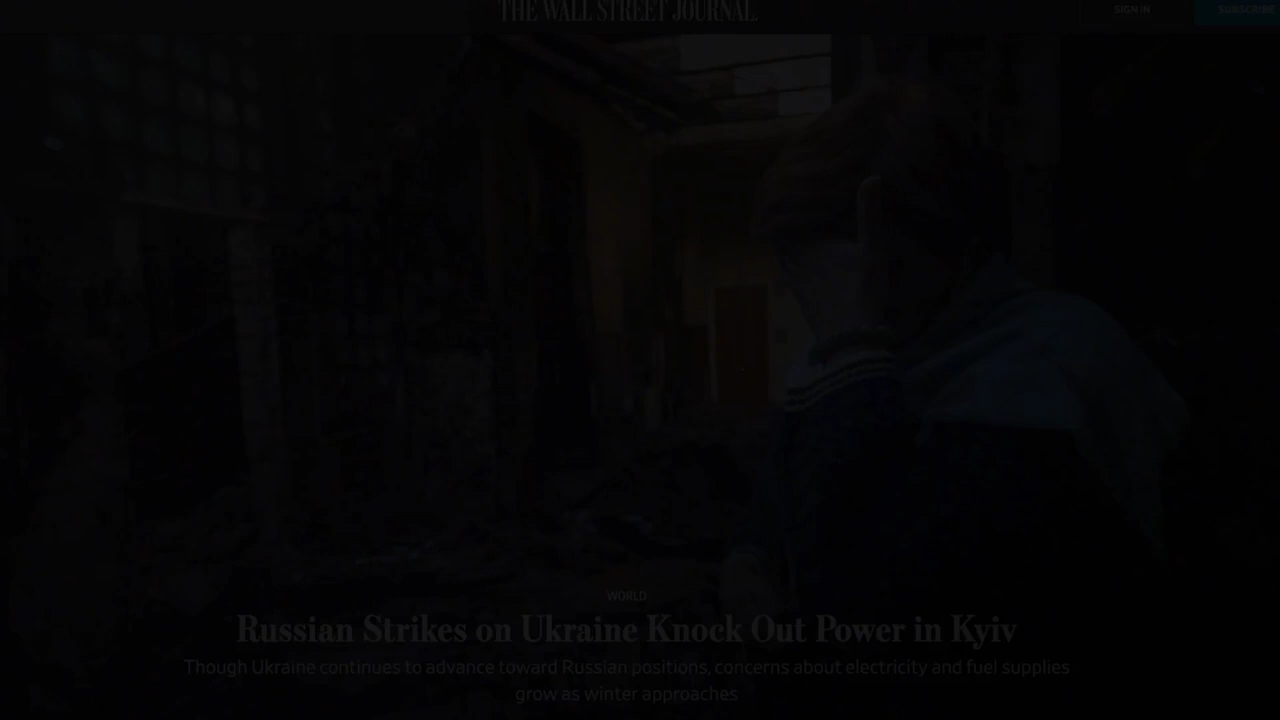 THE WALL STREET JOURNAL.
SIGN IN
SUBSCRIBE
WORLD
Russian Strikes on Ukraine Knock Out Power in Kyiv
Though Ukraine continues to advance toward Russian positions, concerns about electricity and fuel supplies
grow as winter approaches